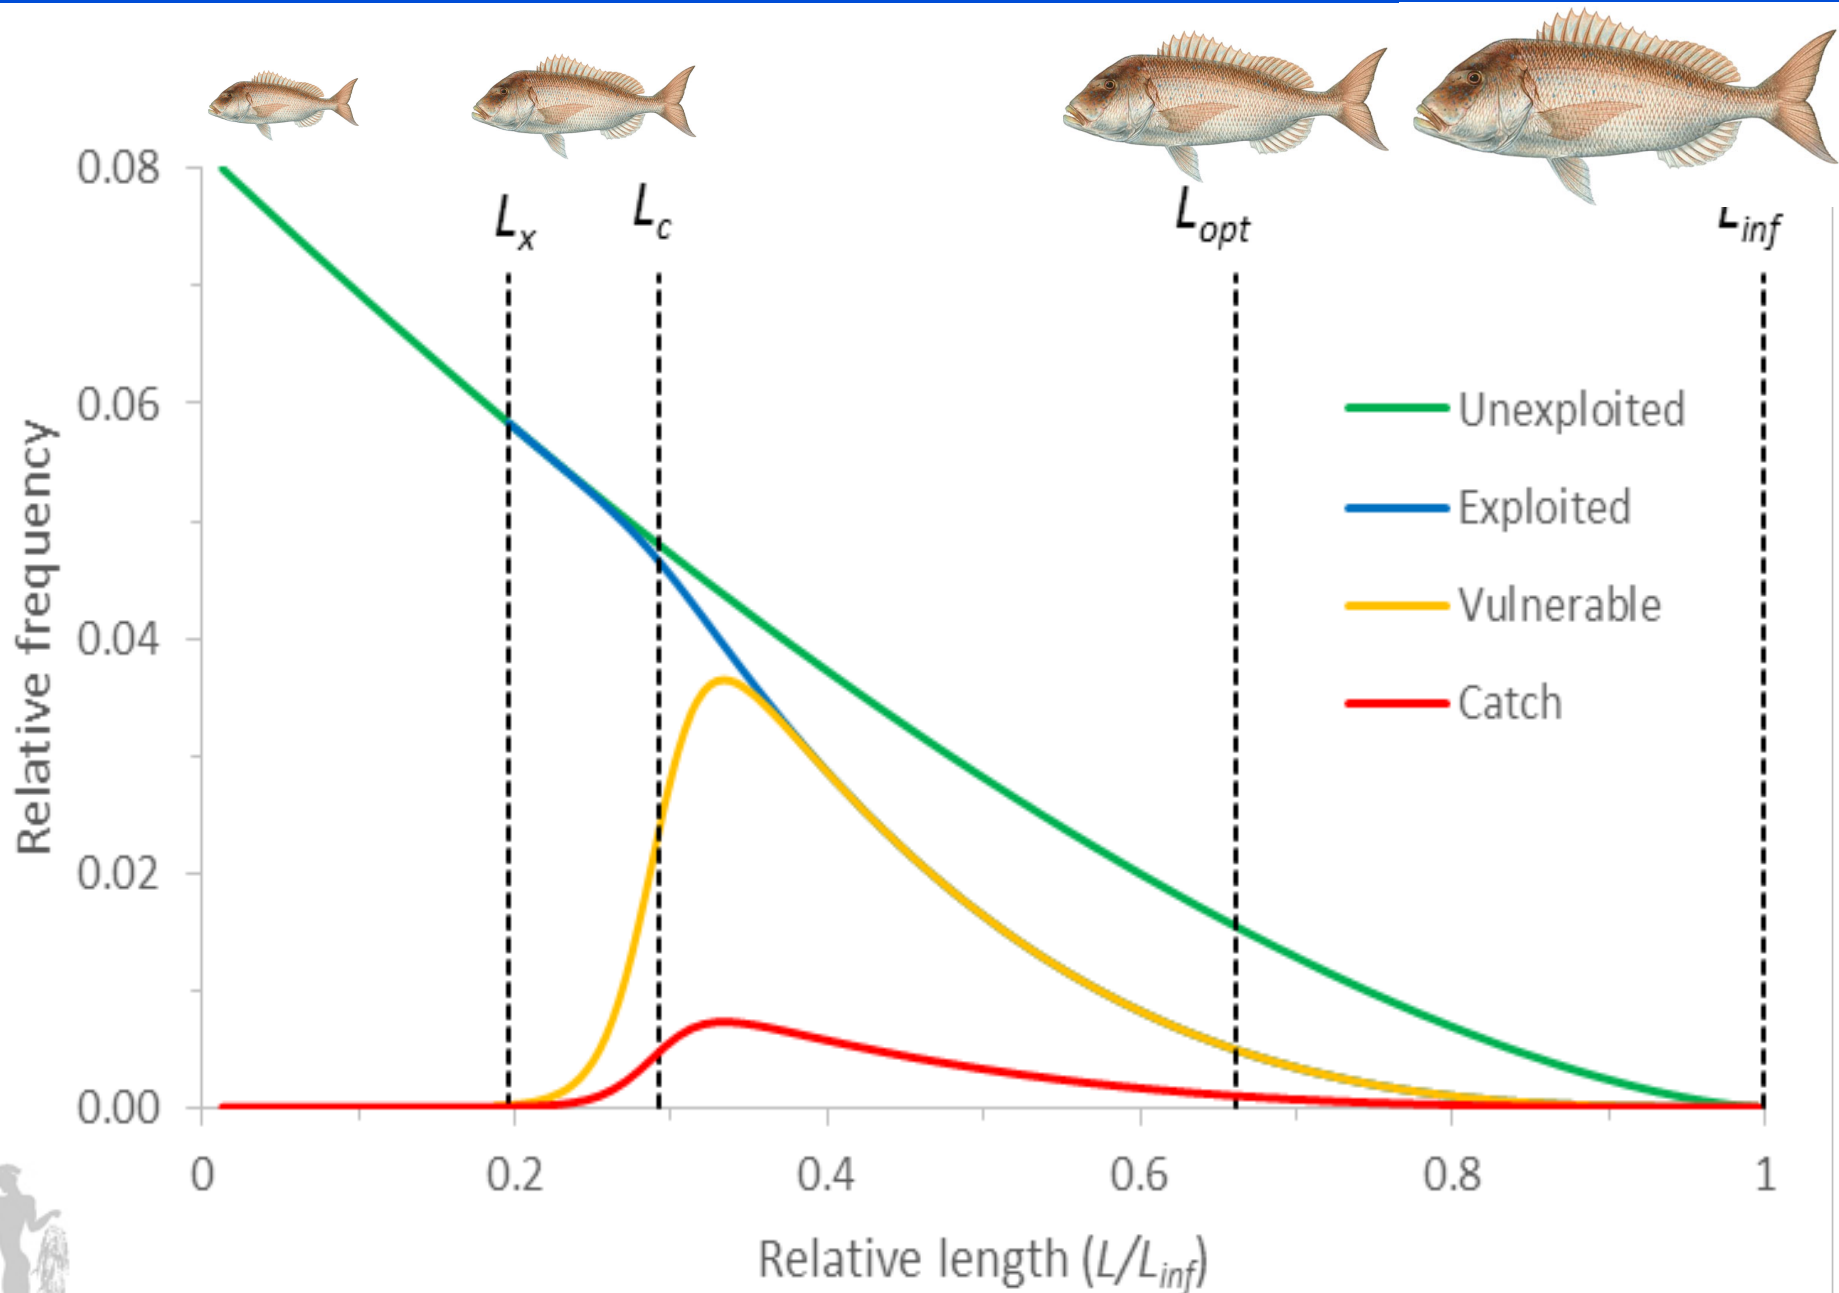 L_x
L_c
L_opt
L_inf
0.08
0.06
0.04
0.02
0.00
Relative frequency
Unexploited
Exploited
Vulnerable
Catch
0
0.2
0.4
0.6
0.8
1
Relative length (L/L_inf)